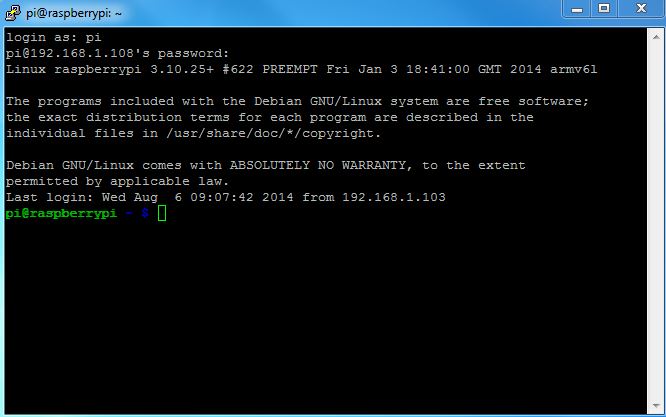 pi@raspberrypi: ~
login as: pi
pi@192.168.1.108's password:
Linux raspberrypi 3.10.25+ #622 PREEMPT Fri Jan 3 18:41:00 GMT 2014 armv6l
The programs included with the Debian GNU/Linux system are free software;
the exact distribution terms for each program are described in the
individual files in /usr/share/doc/*/copyright.
Debian GNU/Linux comes with ABSOLUTELY NO WARRANTY, to the extent
permitted by applicable law.
Last login: Wed Aug  6 09:07:42 2014 from 192.168.1.103
pi@raspberrypi ~ $